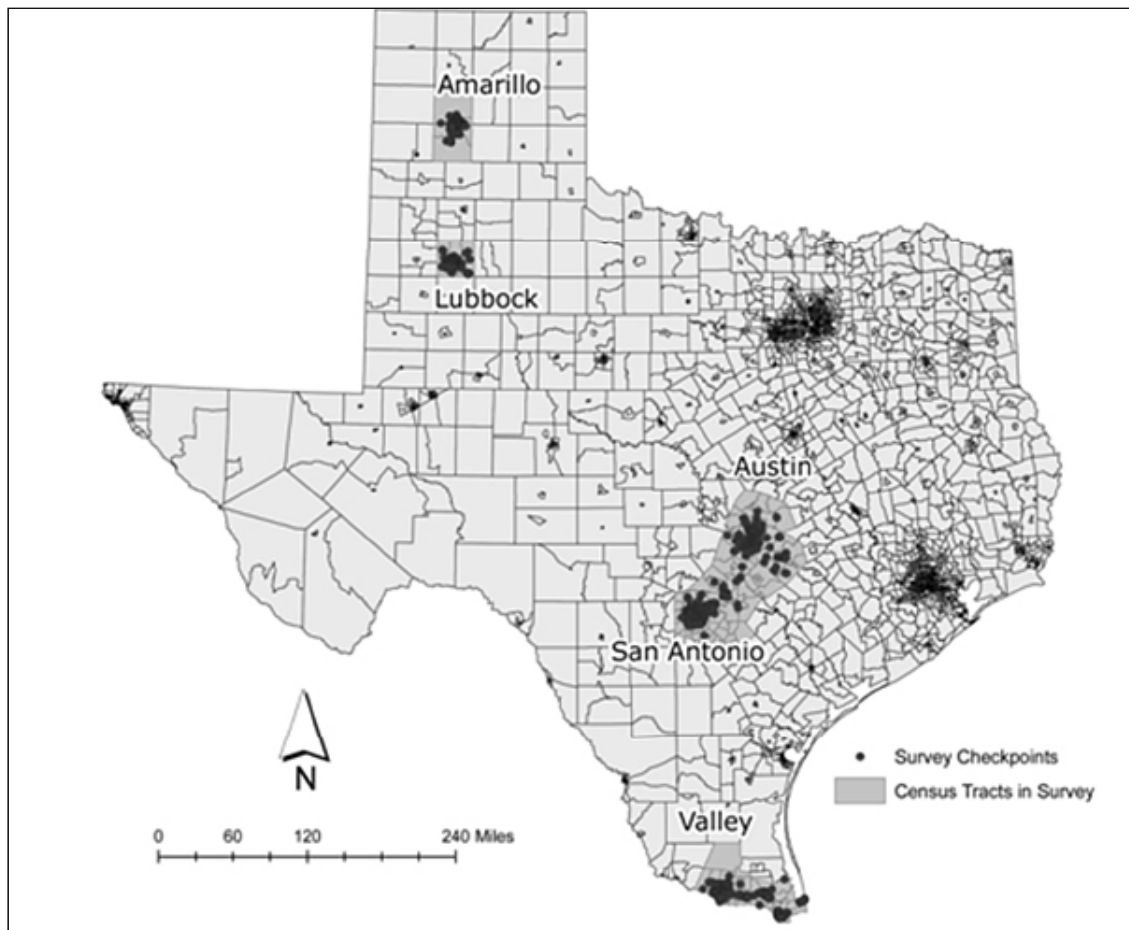 Amarillo
Lubbock
Austin
San Antonio
N
Survey Checkpoints
Census Tracts in Survey
Valley
0 60 120 240 Miles